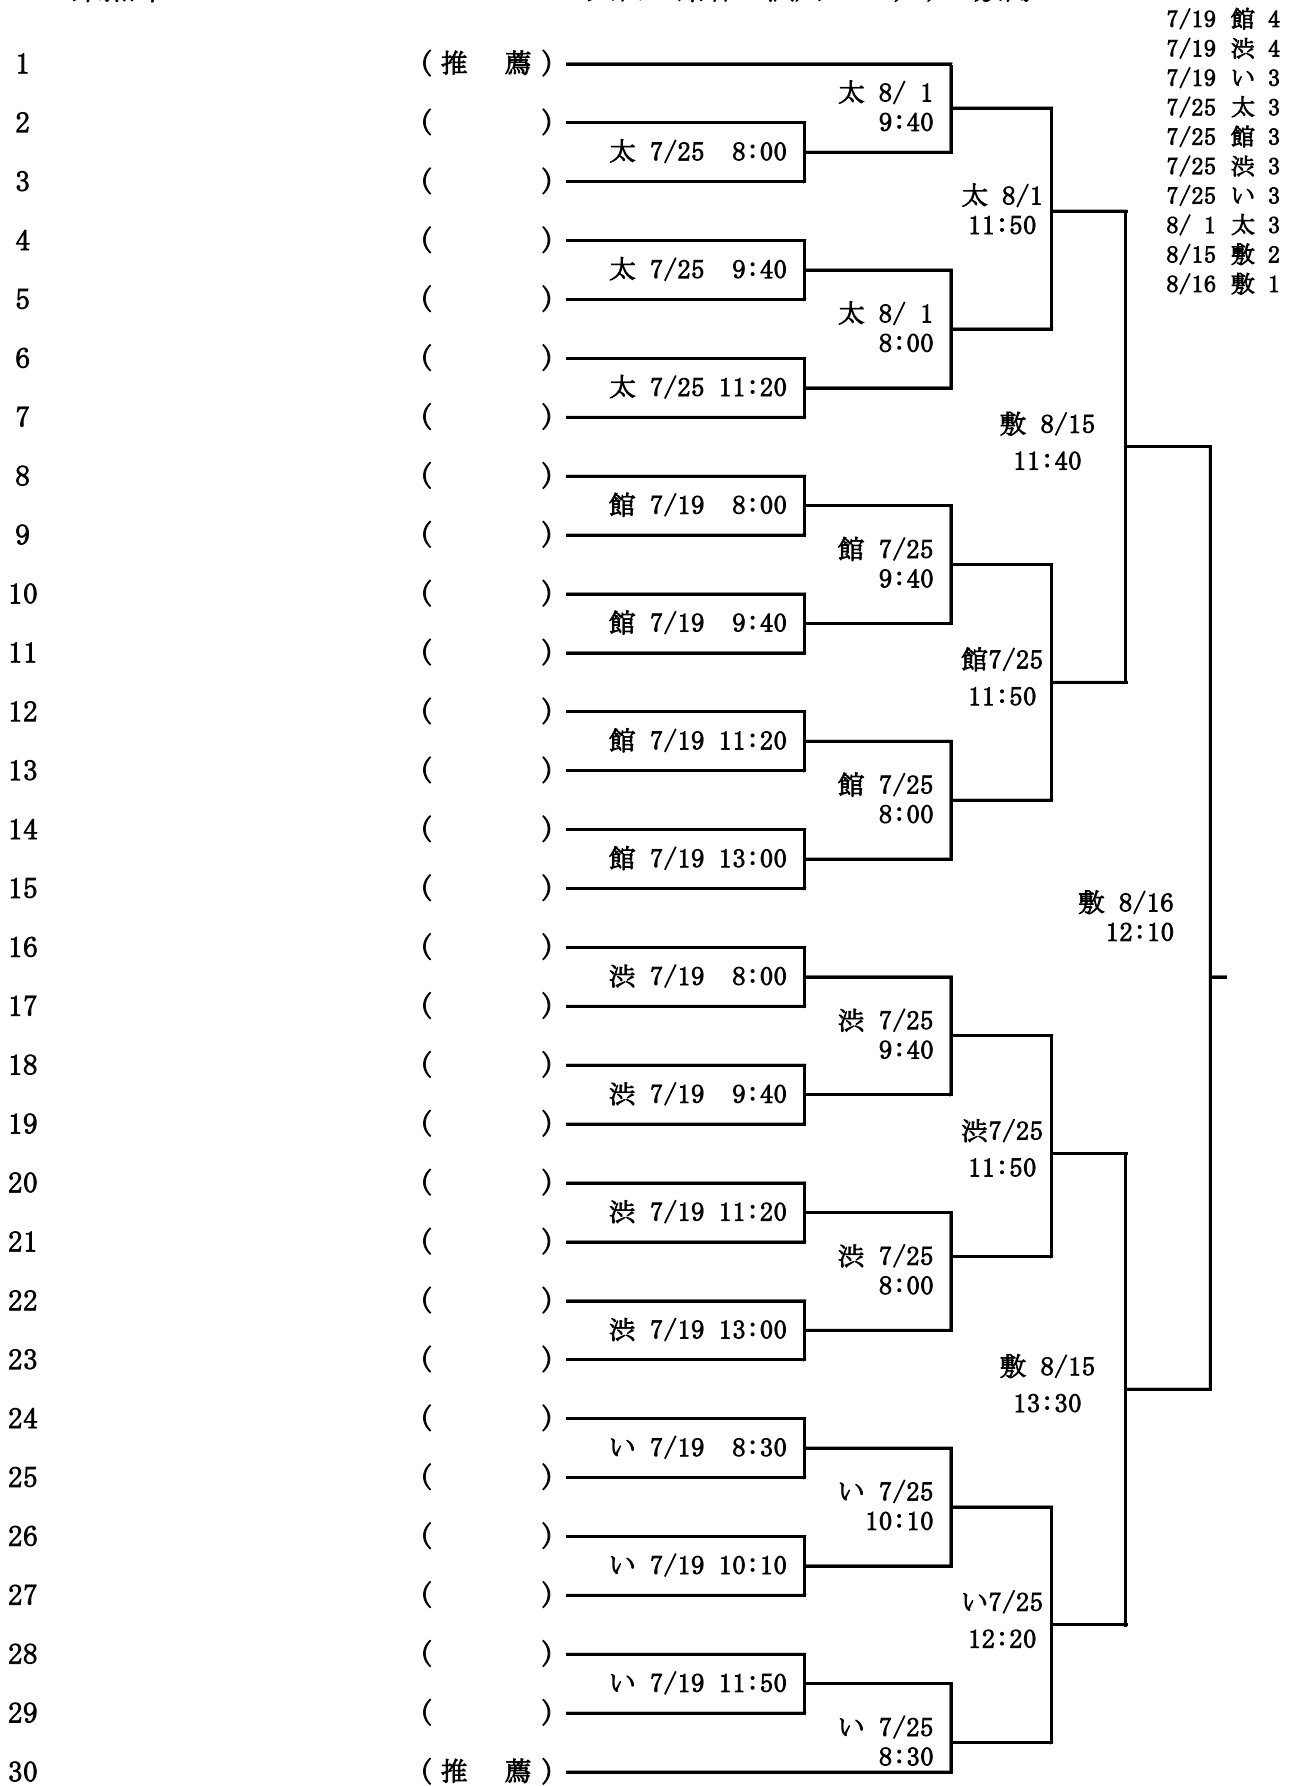 7/19 館 4
7/19 渋 4
7/19 い 3
7/25 太 3
7/25 館 3
7/25 渋 3
7/25 い 3
8/ 1 太 3
8/15 敷 2
8/16 敷 1
1 (推 薦)
太 8/ 1
9:40
2 ( )
太 7/25 8:00
3 ( )
太 8/1
11:50
4 ( )
太 7/25 9:40
5 ( )
太 8/ 1
8:00
6 ( )
太 7/25 11:20
7 ( )
敷 8/15
11:40
8 ( )
館 7/19 8:00
9 ( )
館 7/25
9:40
10 ( )
館 7/19 9:40
11 ( )
館7/25
11:50
12 ( )
館 7/19 11:20
13 ( )
館 7/25
8:00
14 ( )
館 7/19 13:00
15 ( )
敷 8/16
12:10
16 ( )
渋 7/19 8:00
17 ( )
渋 7/25
9:40
18 ( )
渋 7/19 9:40
19 ( )
渋7/25
11:50
20 ( )
渋 7/19 11:20
21 ( )
渋 7/25
8:00
22 ( )
渋 7/19 13:00
23 ( )
敷 8/15
13:30
24 ( )
い 7/19 8:30
25 ( )
い 7/25
10:10
26 ( )
い 7/19 10:10
27 ( )
い7/25
12:20
28 ( )
い 7/19 11:50
29 ( )
い 7/25
8:30
30 (推 薦)